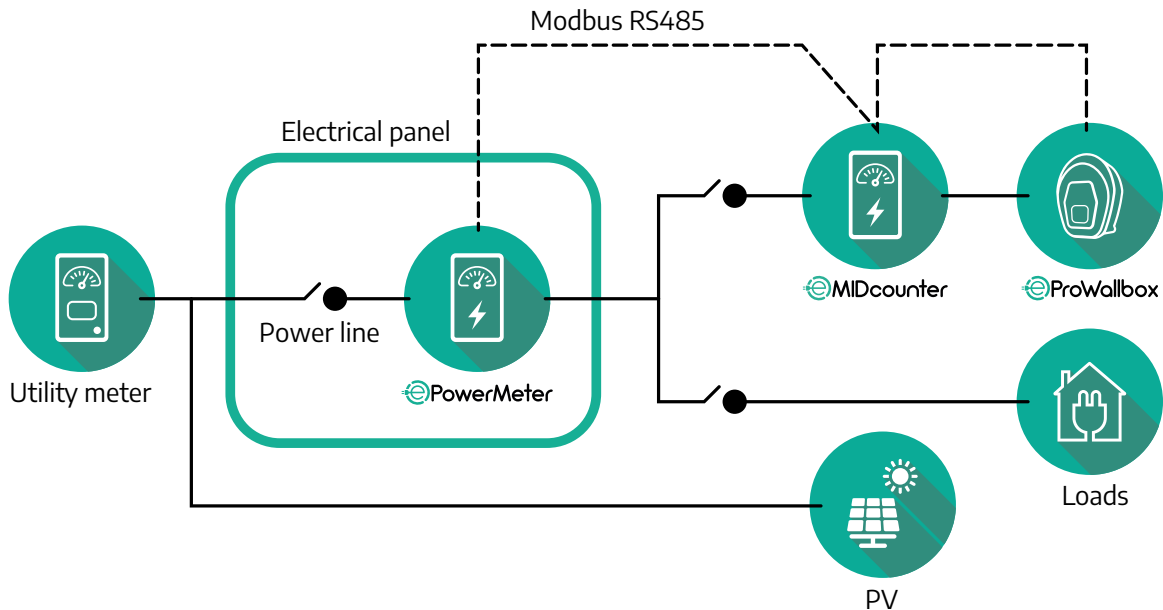 Modbus RS485
Electrical panel
Power line
Utility meter
ePowerMeter
eMIDcounter
eProWallbox
Loads
PV